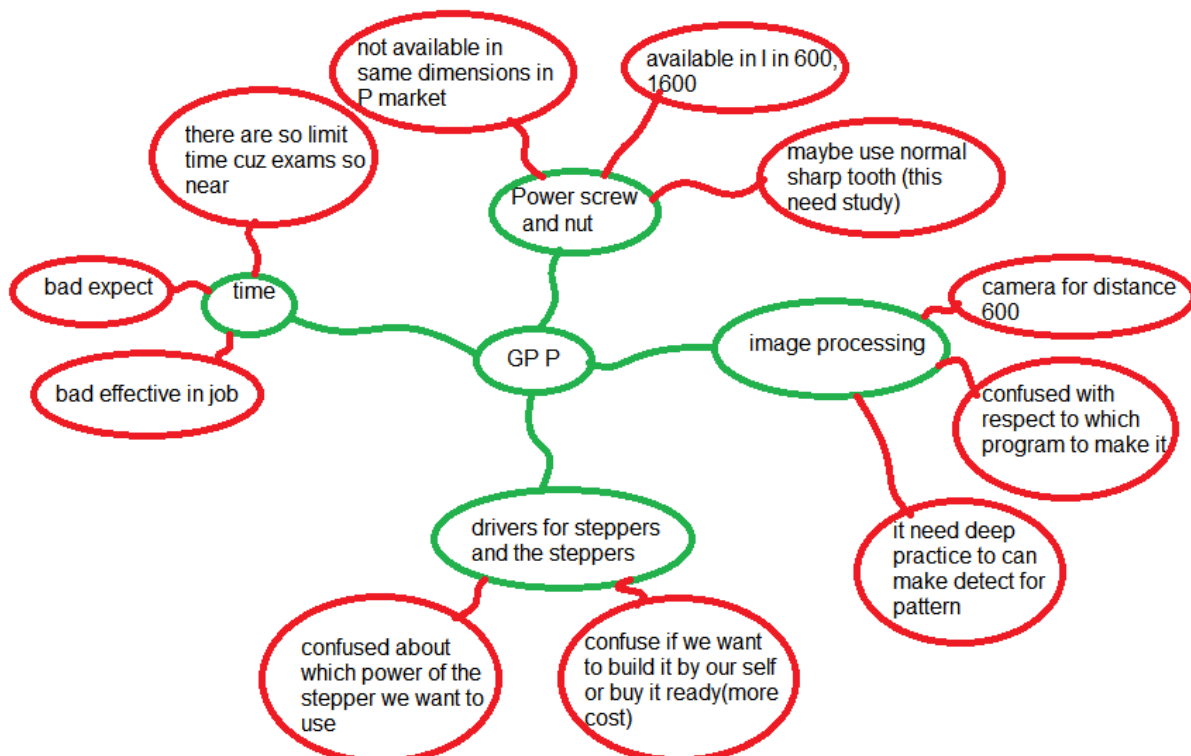 not available in
same dimensions in
P market
available in I in 600,
1600
there are so limit
time cuz exams so
near
maybe use normal
sharp tooth (this
need study)
Power screw
and nut
bad expect
time
camera for distance
600
image processing
GP P
bad effective in job
confused with
respect to which
program to make it
drivers for steppers
and the steppers
it need deep
practice to can
make detect for
pattern
confused about
which power of the
stepper we want to
use
confuse if we want
to build it by our self
or buy it ready(more
cost)